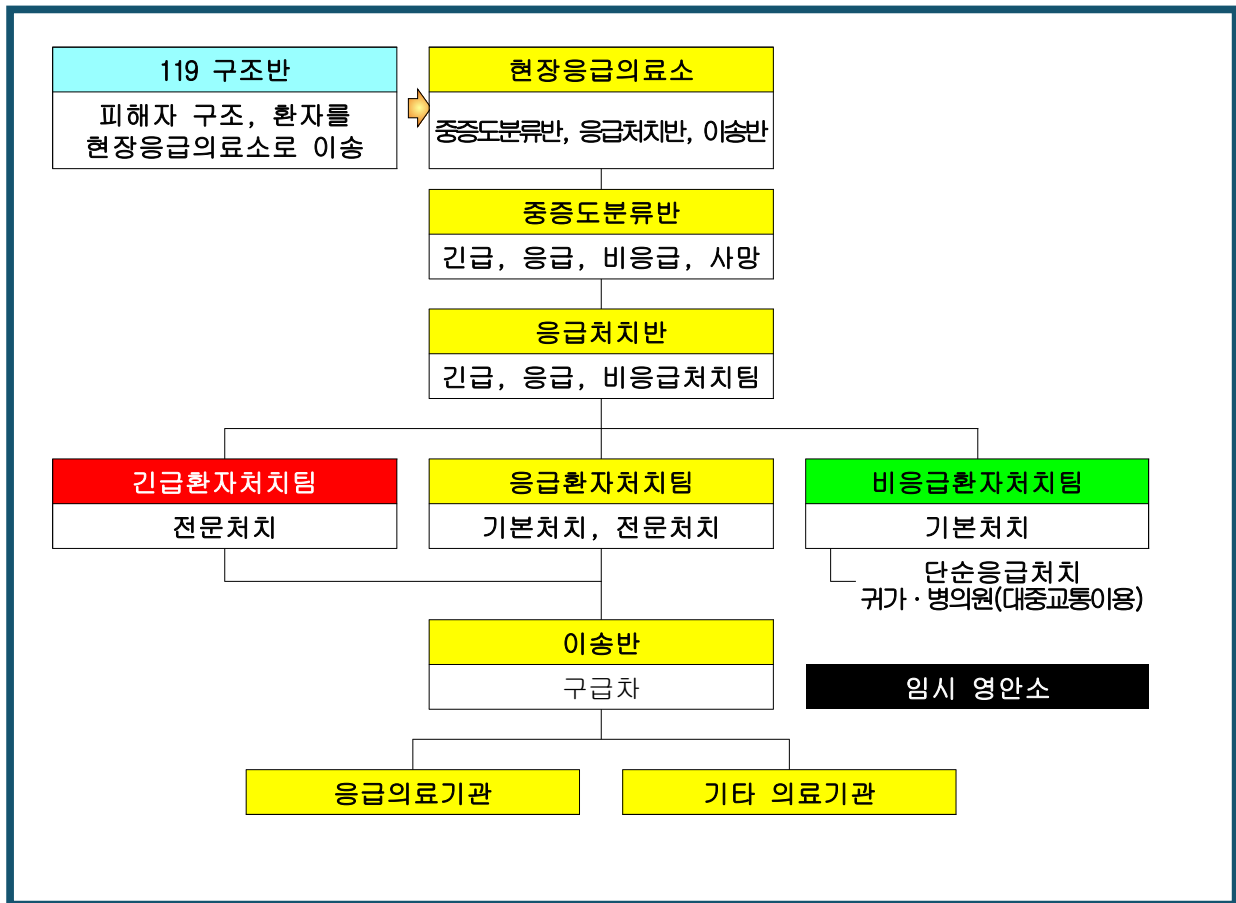 119 구조반
피해자 구조, 환자를
현장응급의료소로 이송
현장응급의료소
중증도분류반, 응급처치반, 이송반
중증도분류반
긴급, 응급, 비응급, 사망
응급처치반
긴급, 응급, 비응급처치팀
긴급환자처치팀
전문처치
응급환자처치팀
기본처치, 전문처치
비응급환자처치팀
기본처치
단순응급처치
귀가 · 병의원(대중교통이용)
이송반
구급차
임시 영안소
응급의료기관
기타 의료기관